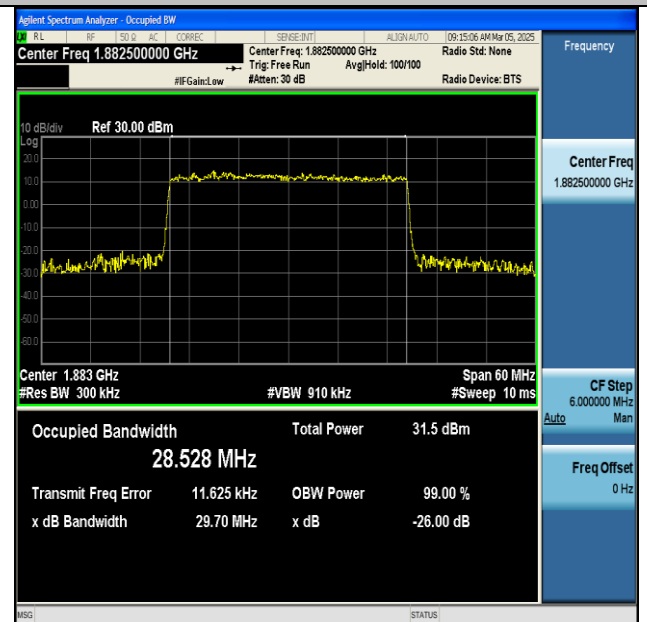 Agilent Spectrum Analyzer - Occupied BW
RL RF 50 Ω AC CORREC SENSE:INT ALIGN AUTO 09:15:06 AM Mar 05, 2025
Center Freq 1.882500000 GHz
Center Freq: 1.882500000 GHz
Radio Std: None
Trig: Free Run Avg|Hold: 100/100
#IFGain:Low
#Atten: 30 dB
Radio Device: BTS
10 dB/div Ref 30.00 dBm
Log
20.0
10.0
0.00
-10.0
-20.0
-30.0
-40.0
-50.0
-60.0
Center 1.883 GHz
Span 60 MHz
#Res BW 300 kHz
#VBW 910 kHz
#Sweep 10 ms
Occupied Bandwidth
28.528 MHz
Total Power 31.5 dBm
Transmit Freq Error 11.625 kHz OBW Power 99.00 %
x dB Bandwidth 29.70 MHz x dB -26.00 dB
MSG
STATUS
Frequency
Center Freq
1.882500000 GHz
CF Step
6.000000 MHz
Auto Man
Freq Offset
0 Hz